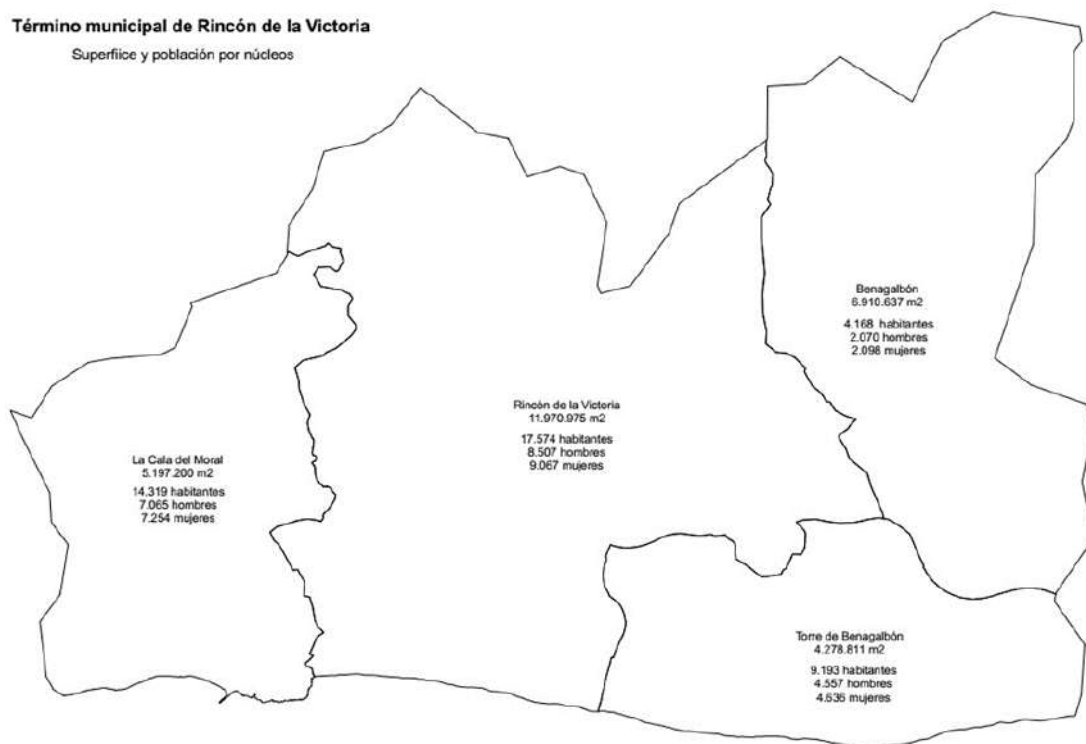 Término municipal de Rincón de la Victoria
Superfiice y población por núcleos
Benagalbón
6.910.637 m2
4.168 habitantes
2.070 hombres
2.098 mujeres
Rincón de la Victoria
11.970.975 m2
17.574 habitantes
8.507 hombres
9.067 mujeres
La Cala del Moral
5.197.200 m2
14.319 habitantes
7.065 hombres
7.254 mujeres
Torre de Benagalbón
4.278.811 m2
9.193 habitantes
4.557 hombres
4.636 mujeres